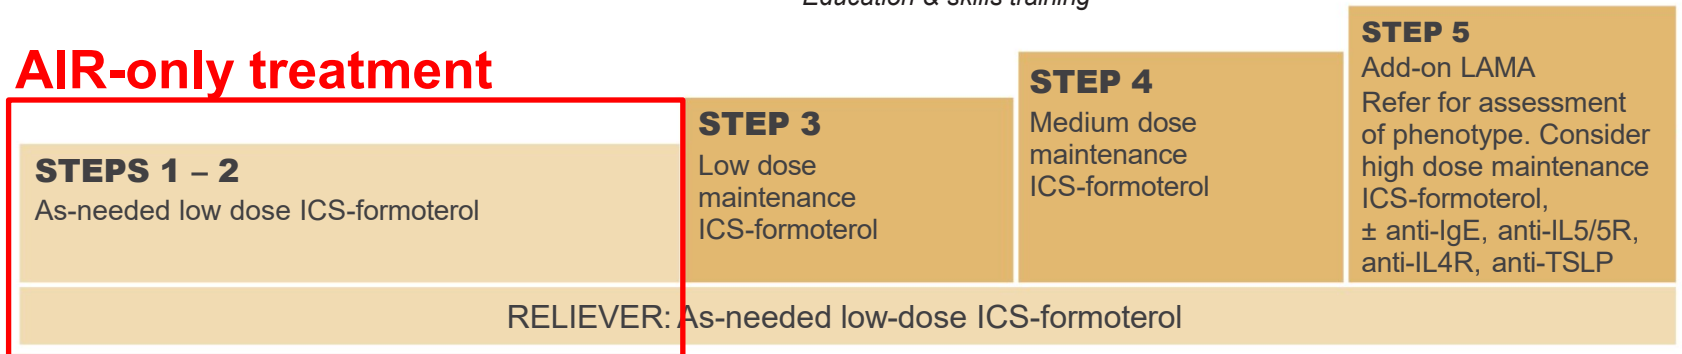 Education & skills training
AIR-only treatment
STEPS 1 – 2
As-needed low dose ICS-formoterol
STEP 3
Low dose
maintenance
ICS-formoterol
STEP 4
Medium dose
maintenance
ICS-formoterol
STEP 5
Add-on LAMA
Refer for assessment
of phenotype. Consider
high dose maintenance
ICS-formoterol,
± anti-IgE, anti-IL5/5R,
anti-IL4R, anti-TSLP
RELIEVER: As-needed low-dose ICS-formoterol